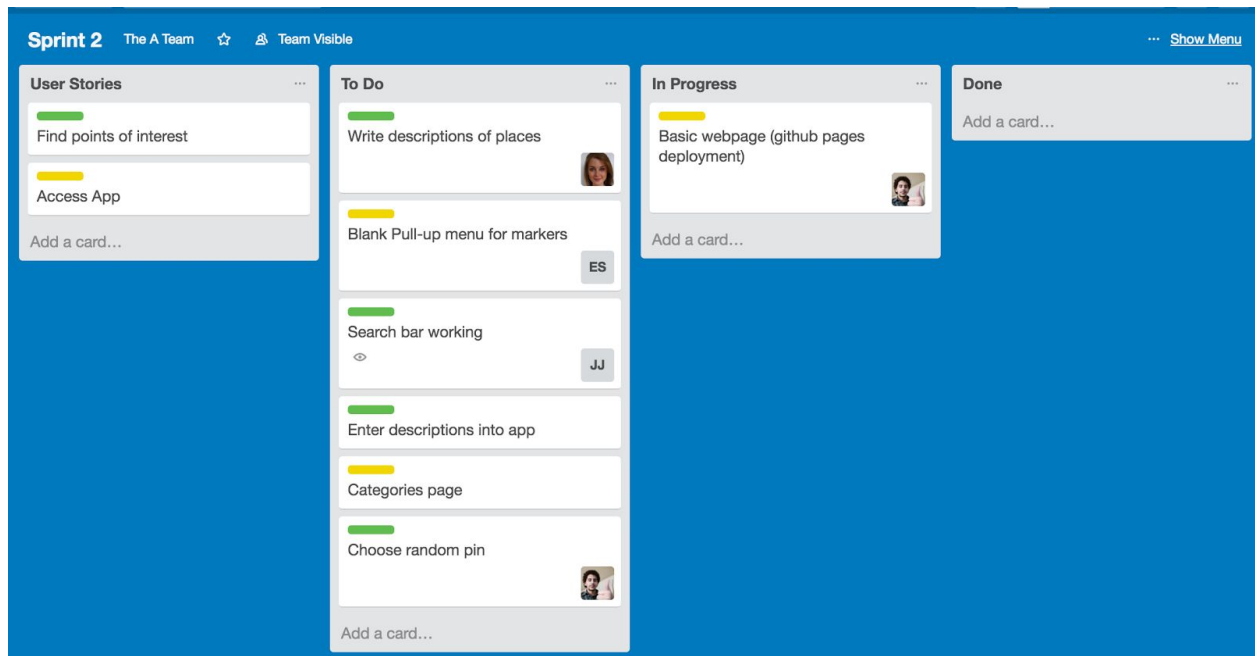 Sprint 2 The A Team Team Visible ... Show Menu
User Stories ...
Find points of interest
Access App
Add a card...
To Do ...
Write descriptions of places
Blank Pull-up menu for markers
ES
Search bar working
JJ
Enter descriptions into app
Categories page
Choose random pin
Add a card...
In Progress ...
Basic webpage (github pages
deployment)
Add a card...
Done ...
Add a card...